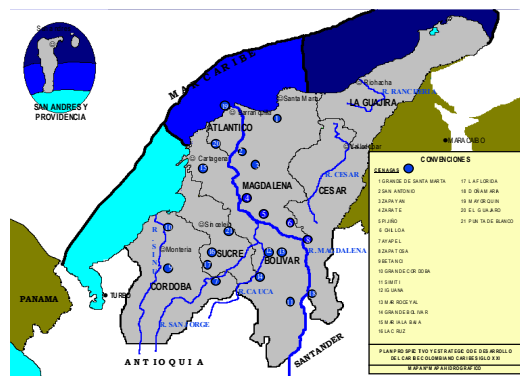 MAR CARIBE
SAN ANDRES Y
PROVIDENCIA
Riohacha
R. RANCHERIA
Santa Marta
LA GUAJIRA
ATLANTICO
MARACAIBO
Cartagena
R. CESAR
MAGDALENA
CESAR
Sincelejo
R. SINU
Monteria
SUCRE
BOLIVAR
R. MAGDALENA
CORDOBA
R. CAUCA
PANAMA
TURBO
R. SAN JORGE
SANTANDER
ANTIOQUIA
CONVENCIONES
CIENAGAS
1 GRANDE DE SANTA MARTA
2 SAN ANTONIO
3 ZAPAYAN
4 ZARATE
5 PIJIÑO
6 CHILLOA
7 AYAPEL
8 ZAPATOSA
9 BETANCI
10 GRANDE CORDOBA
11 SIMITI
12 IGUANA
13 MARROCEYAL
14 GRANDE BOLIVAR
15 MARIA LA BAJA
16 LA CRUZ
17 LA FLORIDA
18 DOÑA MARIA
19 MAYORQUIN
20 EL GUAJARO
21 PUNTA DE BLANCO
PLAN PROSPECTIVO Y ESTRATEGICO DE DESARROLLO
DEL CARIBE COLOMBIANO CARIBE SIGLO XXI